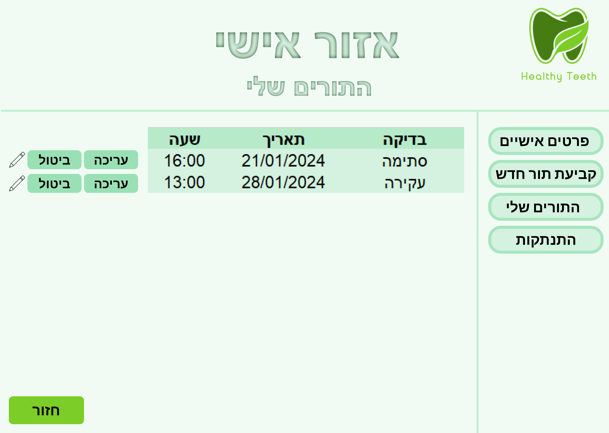 Healthy Teeth
אזור אישי
התורים שלי
פרטים אישיים
קביעת תור חדש
התורים שלי
התנתקות
בדיקה תאריך שעה
סתימה 21/01/2024 16:00 עריכה ביטול
עקירה 28/01/2024 13:00 עריכה ביטול
חזור